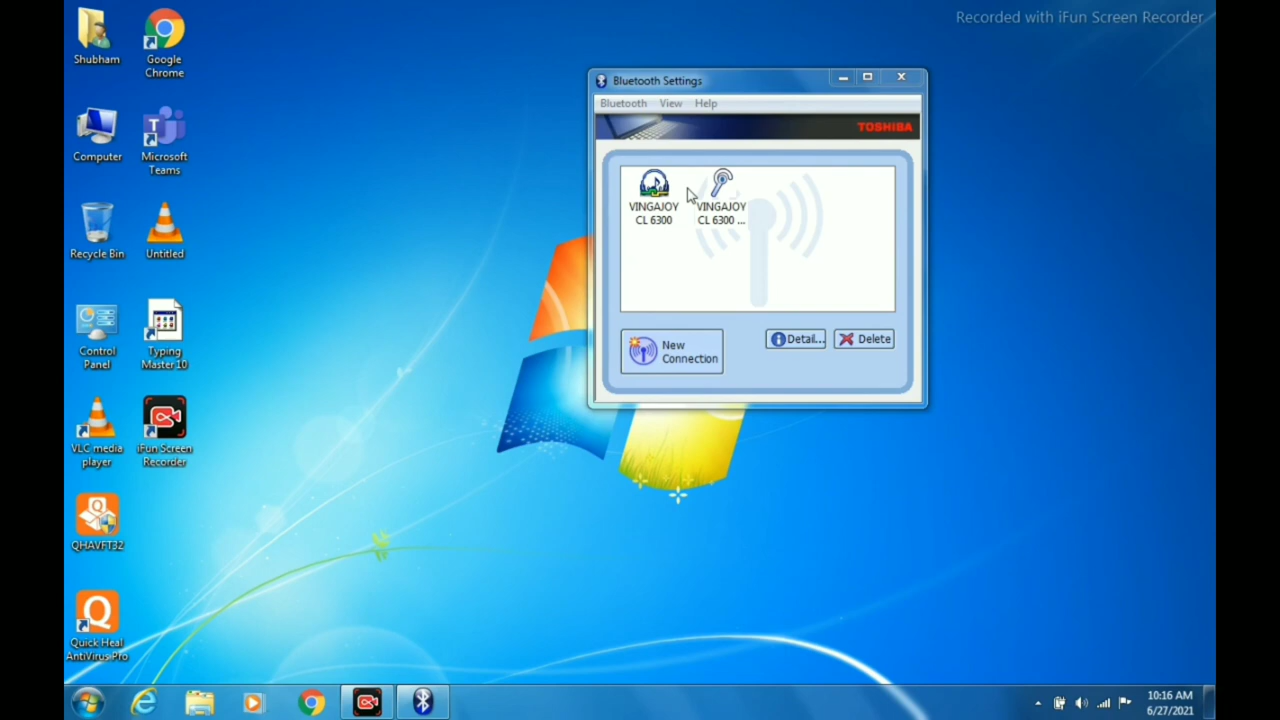 Recorded with iFun Screen Recorder
Shubham
Google
Chrome
Computer
Microsoft
Teams
Recycle Bin
Untitled
Control
Panel
Typing
Master 10
VLC media
player
iFun Screen
Recorder
QHAVFT32
Quick Heal
AntiVirus Pro
Bluetooth Settings
Bluetooth View Help
TOSHIBA
VINGAJOY
CL 6300
VINGAJOY
CL 6300 ...
New
Connection
Detail...
Delete
10:16 AM
6/27/2021